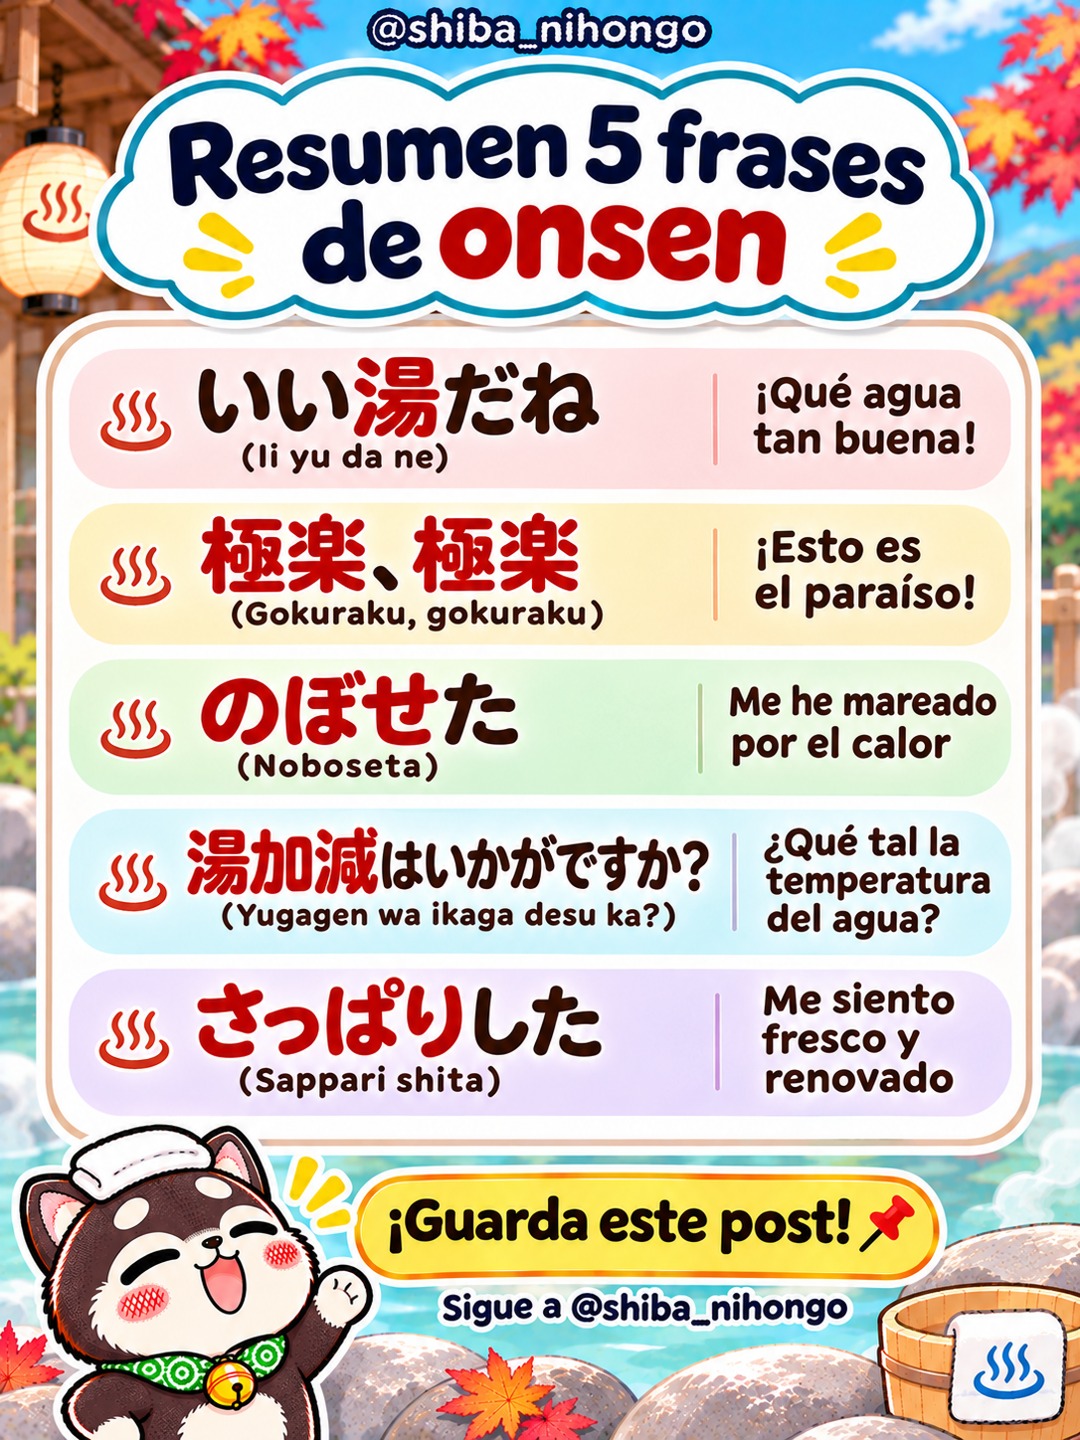 @shiba_nihongo
Resumen 5 frases
de onsen
いい湯だね
(Ii yu da ne)
¡Qué agua
tan buena!
極楽、極楽
(Gokuraku, gokuraku)
¡Esto es
el paraíso!
のぼせた
(Noboseta)
Me he mareado
por el calor
湯加減はいかがですか?
(Yugagen wa ikaga desu ka?)
¿Qué tal la
temperatura
del agua?
さっぱりした
(Sappari shita)
Me siento
fresco y
renovado
¡Guarda este post!
Sigue a @shiba_nihongo